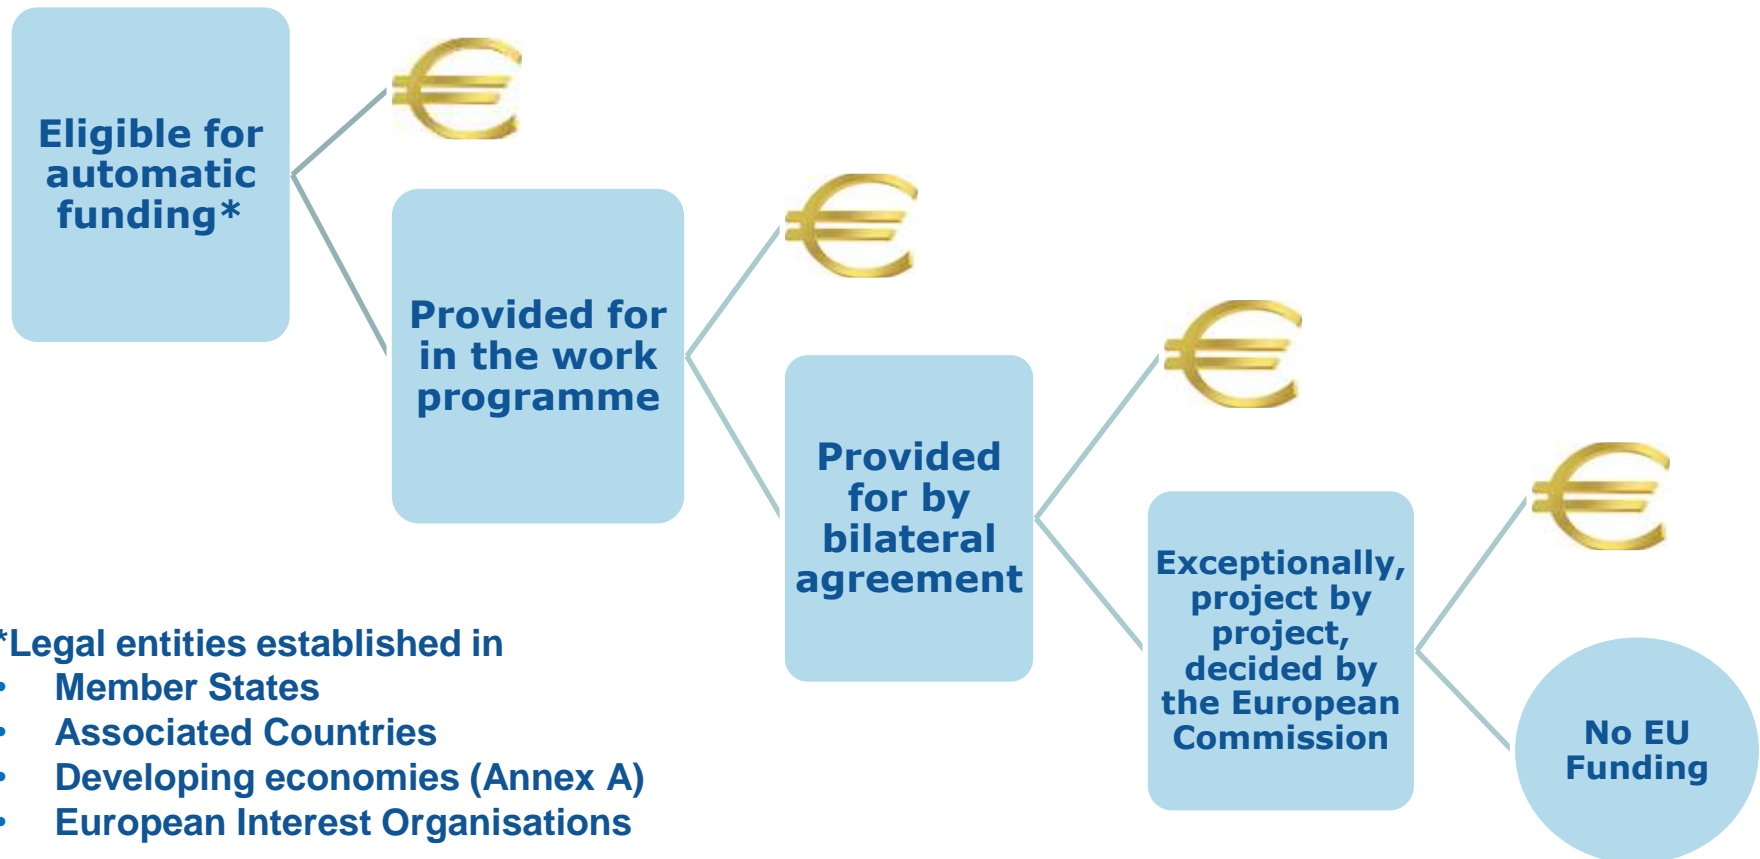 Eligible for
automatic
funding*
Provided for
in the work
programme
Provided
for by
bilateral
agreement
Exceptionally,
project by
project,
decided by
the European
Commission
No EU
Funding
*Legal entities established in
• Member States
• Associated Countries
• Developing economies (Annex A)
• European Interest Organisations